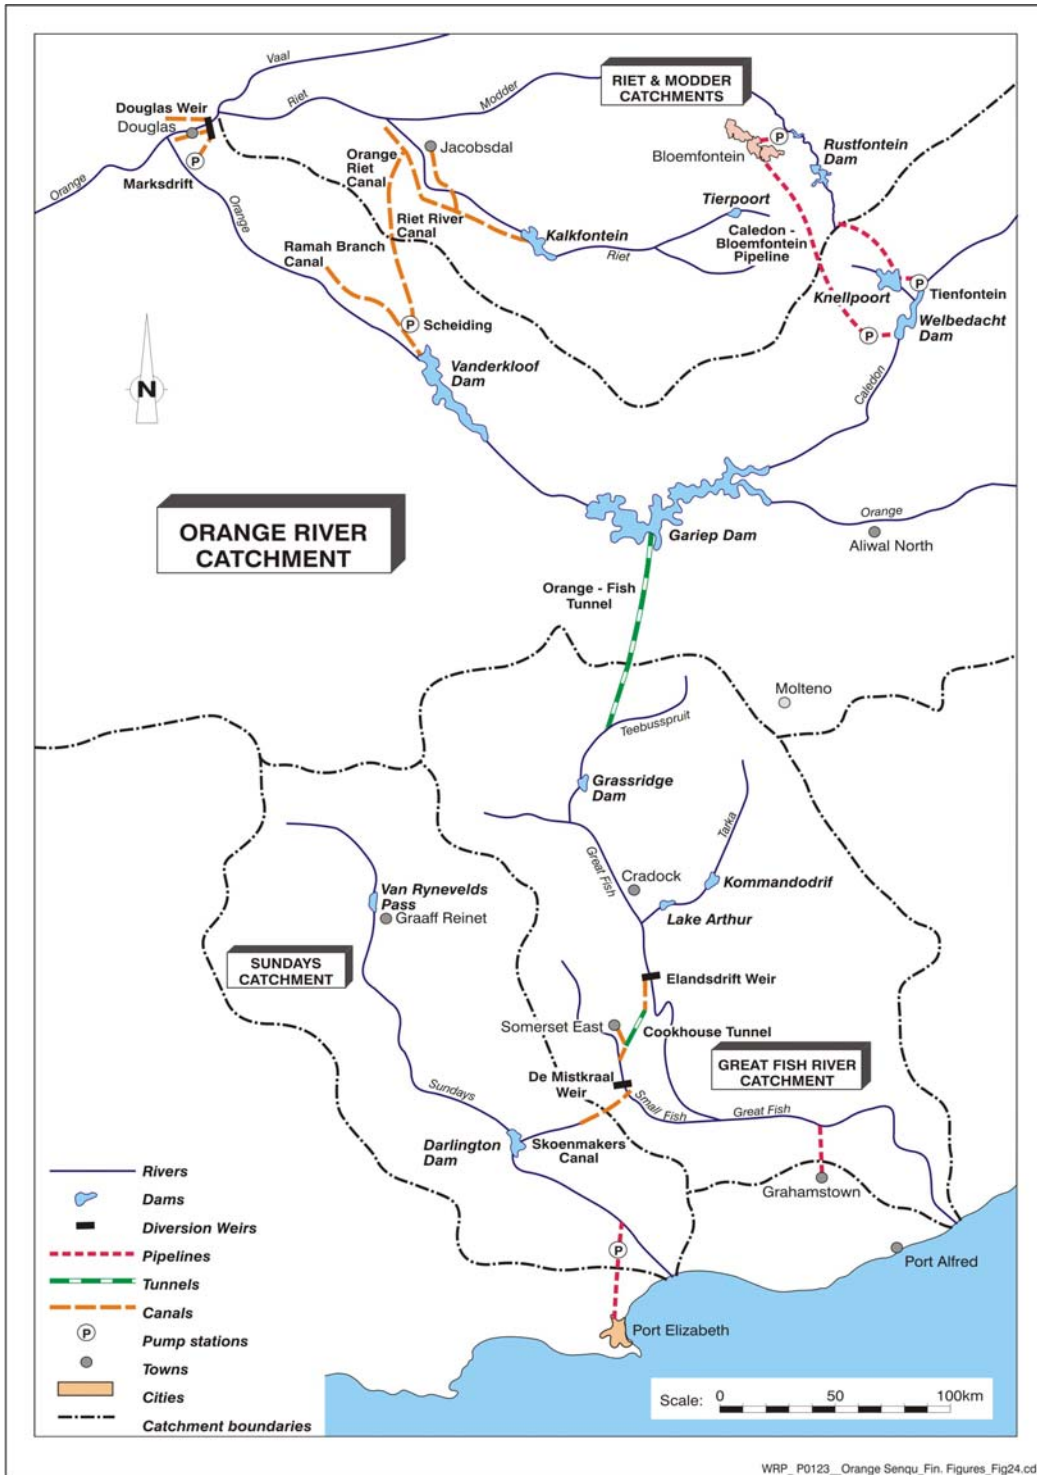 Vaal
RIET & MODDER
CATCHMENTS
Riet
Modder
Douglas Weir
Douglas
P
Marksdrift
Orange
Orange
Jacobsdal
Orange
Riet
Canal
Riet River
Canal
Ramah Branch
Canal
P
Scheiding
Kalkfontein
Riet
Tierpoort
Caledon -
Bloemfontein
Pipeline
Bloemfontein
P
Rustfontein
Dam
Knellpoort
P
Tienfontein
Welbedacht
Dam
P
Caledon
Vanderkloof
Dam
N
ORANGE RIVER
CATCHMENT
Gariep Dam
Orange
Aliwal North
Orange - Fish
Tunnel
Molteno
Teebusspruit
Grassridge
Dam
Great Fish
Tarka
Cradock
Kommandodrif
Lake Arthur
Van Rynevelds
Pass
Graaff Reinet
SUNDAYS
CATCHMENT
Elandsdrift Weir
Somerset East
Cookhouse Tunnel
GREAT FISH RIVER
CATCHMENT
De Mistkraal
Weir
Small Fish
Great Fish
Sundays
Darlington
Dam
Skoenmakers
Canal
Grahamstown
Port Alfred
P
Port Elizabeth
Rivers
Dams
Diversion Weirs
Pipelines
Tunnels
Canals
P
Pump stations
Towns
Cities
Catchment boundaries
Scale: 0 50 100km
WRP_ P0123__Orange Senqu_Fin. Figures_Fig24.cd